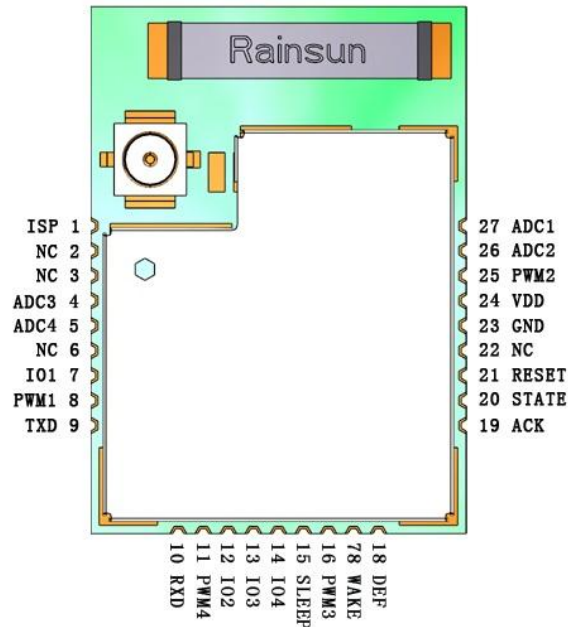 Rainsun
ISP 1
NC 2
NC 3
ADC3 4
ADC4 5
NC 6
IO1 7
PWM1 8
TXD 9
10 RXD
11 PWM4
12 IO2
13 IO3
14 IO4
15 SLEEP
16 PWM3
78 WAKE
18 DEF
27 ADC1
26 ADC2
25 PWM2
24 VDD
23 GND
22 NC
21 RESET
20 STATE
19 ACK